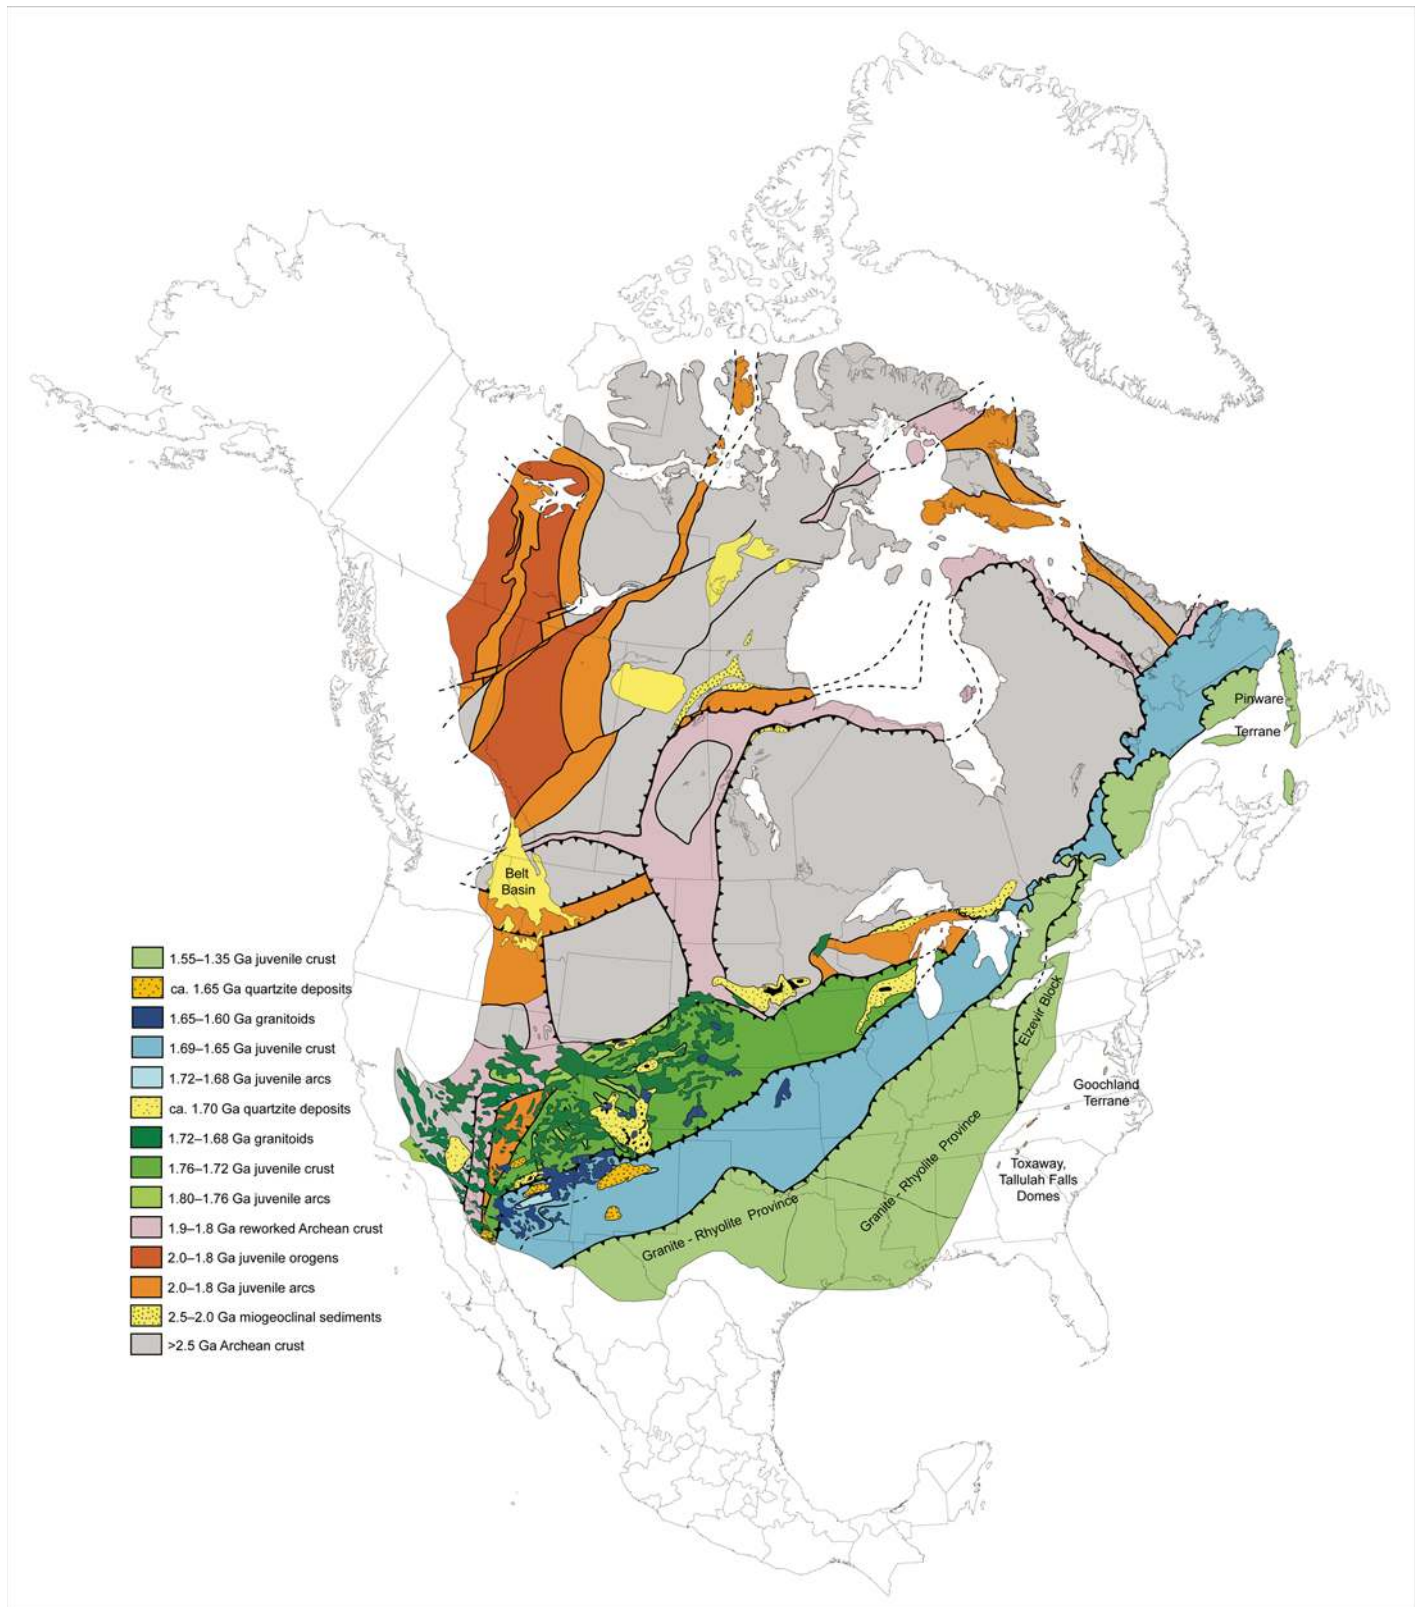 Pinware
Terrane
Belt
Basin
1.55–1.35 Ga juvenile crust
ca. 1.65 Ga quartzite deposits
1.65–1.60 Ga granitoids
1.69–1.65 Ga juvenile crust
1.72–1.68 Ga juvenile arcs
ca. 1.70 Ga quartzite deposits
1.72–1.68 Ga granitoids
1.76–1.72 Ga juvenile crust
1.80–1.76 Ga juvenile arcs
1.9–1.8 Ga reworked Archean crust
2.0–1.8 Ga juvenile orogens
2.0–1.8 Ga juvenile arcs
2.5–2.0 Ga miogeoclinal sediments
>2.5 Ga Archean crust
Elzevir Block
Goochland
Terrane
Toxaway,
Tallulah Falls
Domes
Granite - Rhyolite Province
Granite - Rhyolite Province